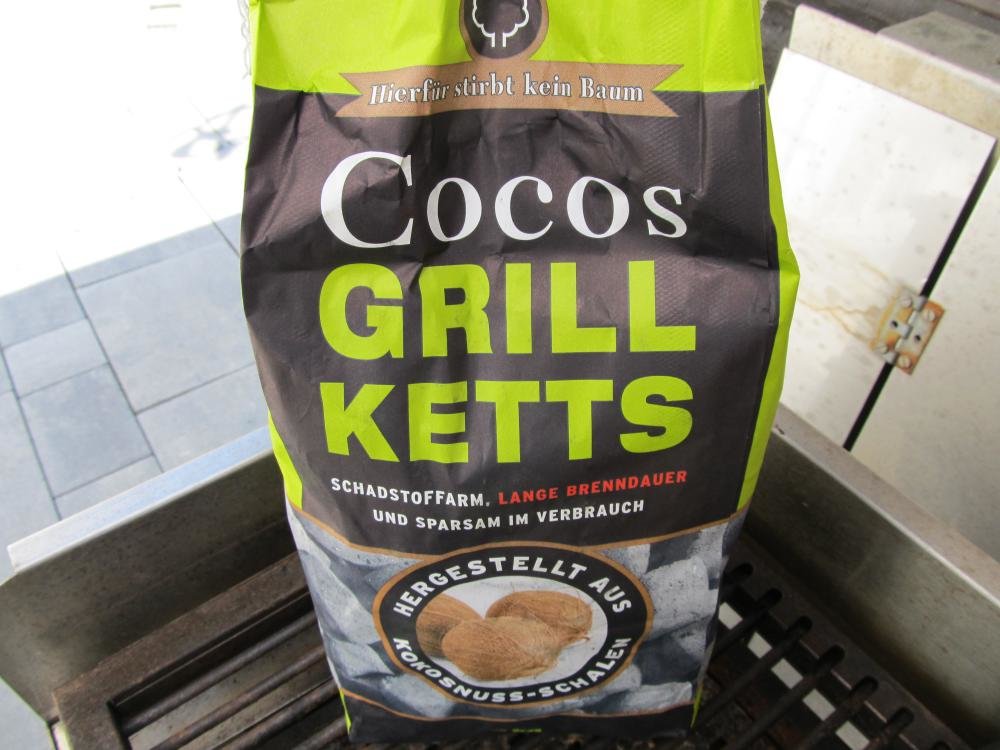 Hierfür stirbt kein Baum
Cocos
GRILL
KETTS
SCHADSTOFFARM, LANGE BRENNDAUER
UND SPARSAM IM VERBRAUCH
HERGESTELLT AUS
KOKOSNUSS-SCHALEN